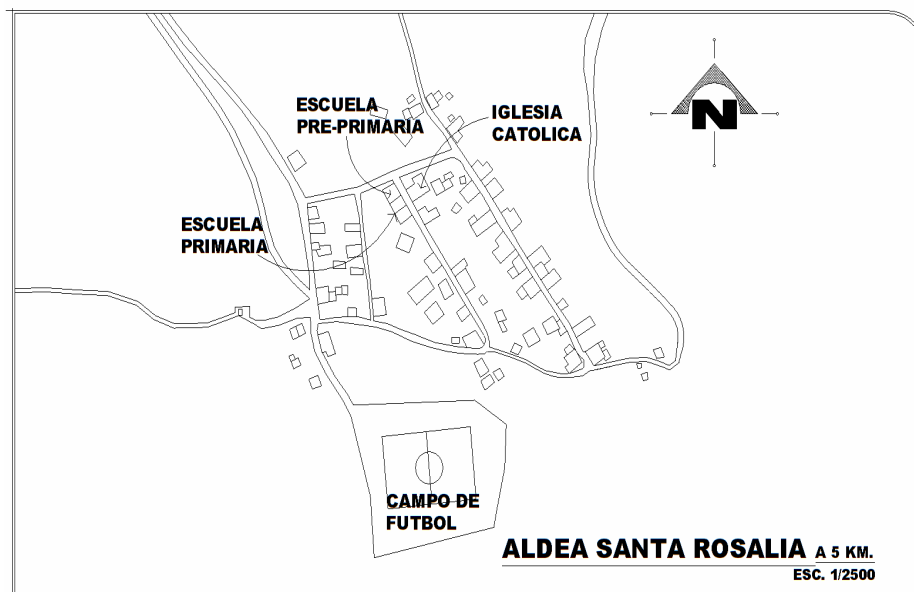 ESCUELA
PRE-PRIMARIA
IGLESIA
CATOLICA
N
ESCUELA
PRIMARIA
CAMPO DE
FUTBOL
ALDEA SANTA ROSALIA A 5 KM.
ESC. 1/2500